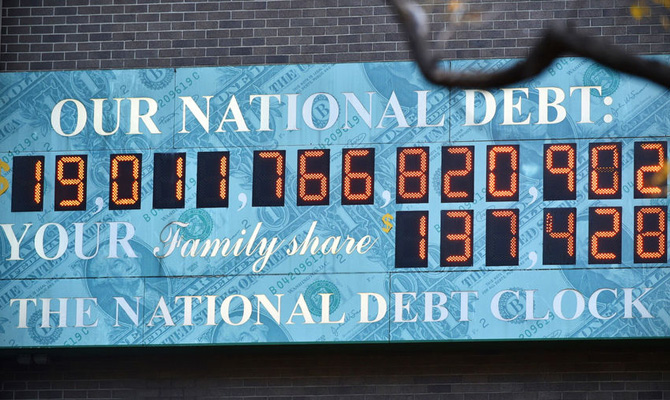 OUR NATIONAL DEBT:
$19,011,766,820,902
YOUR Family share $137,428
THE NATIONAL DEBT CLOCK